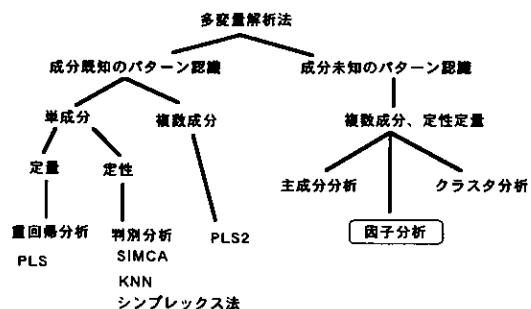 多変量解析法
成分既知のパターン認識
成分未知のパターン認識
単成分
複数成分
複数成分、定性定量
定量
定性
主成分分析
クラスタ分析
重回帰分析
判別分析
PLS2
因子分析
PLS
SIMCA
KNN
シンプレックス法